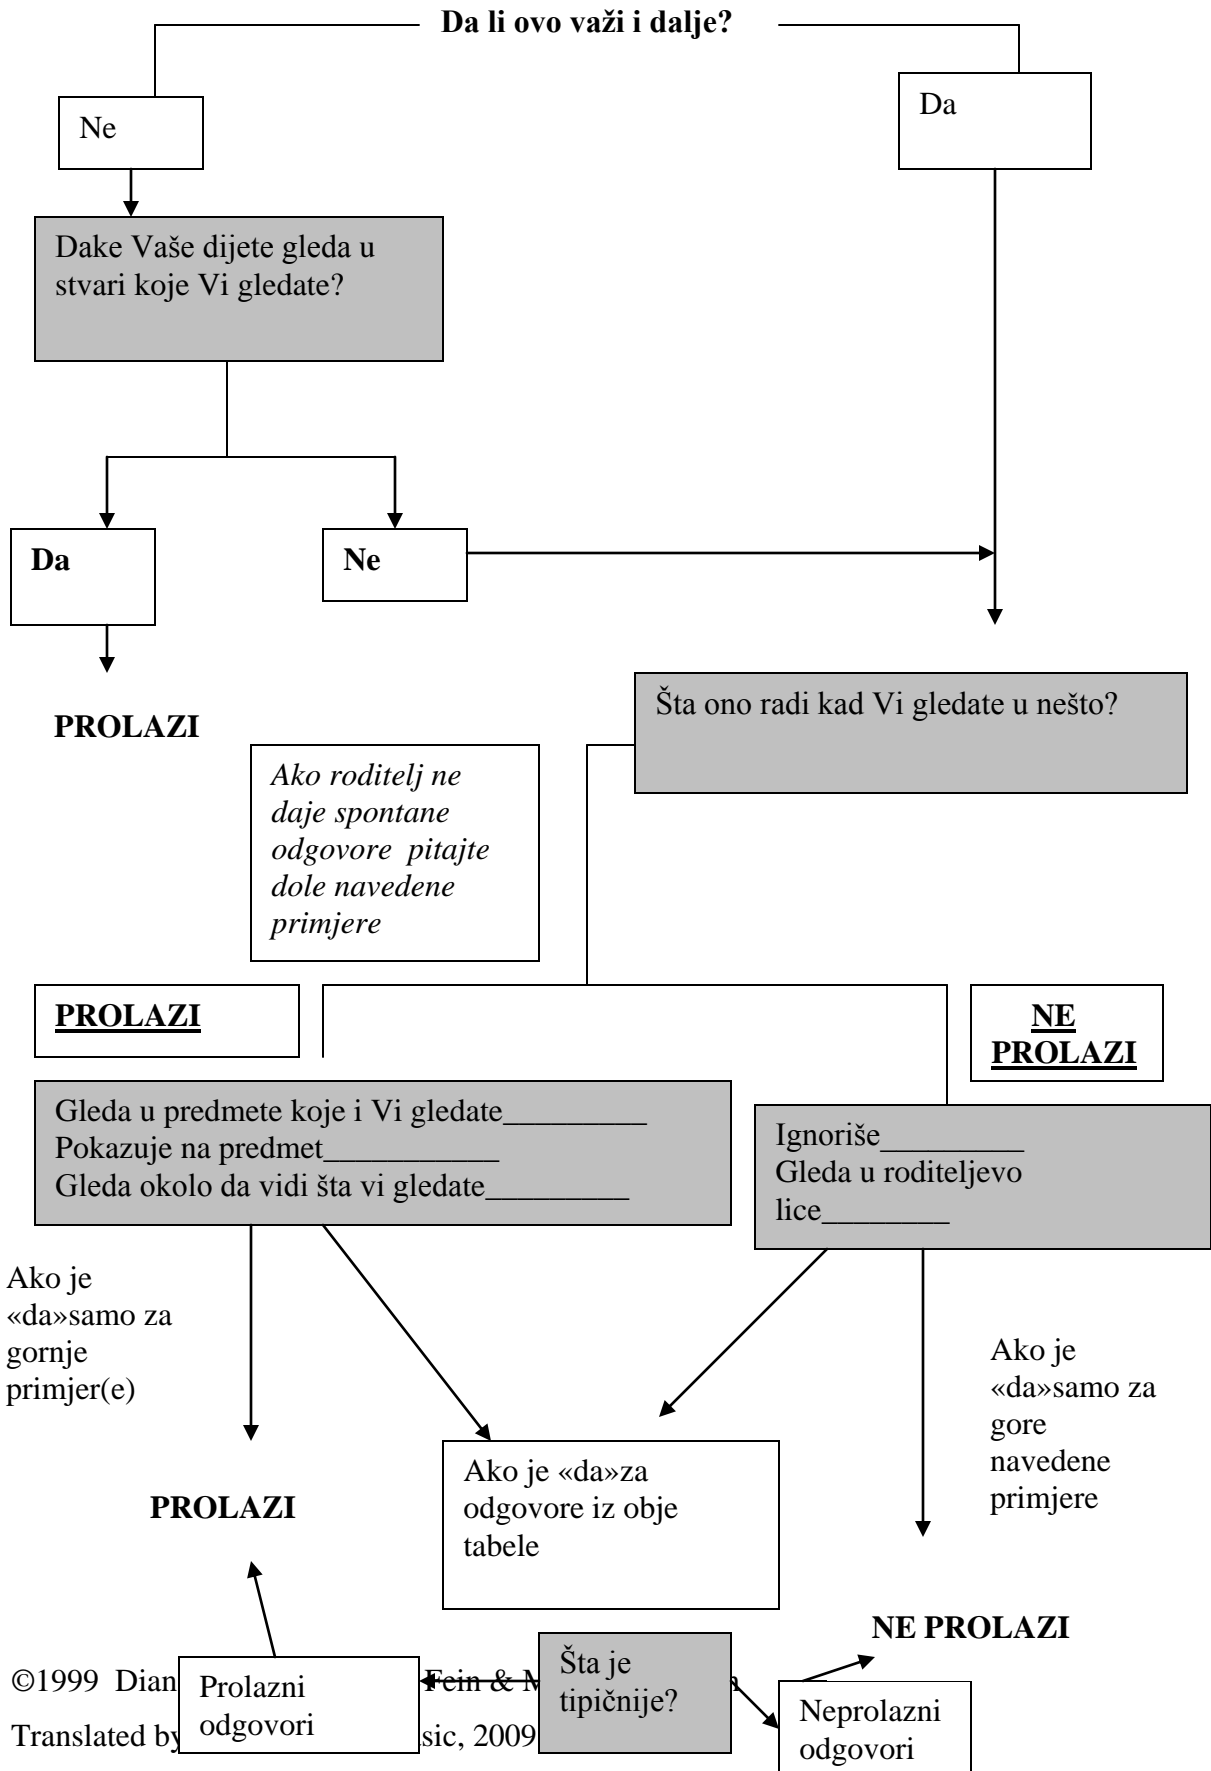 Da li ovo važi i dalje?
Ne
Da
Dake Vaše dijete gleda u
stvari koje Vi gledate?
Da
Ne
PROLAZI
Šta ono radi kad Vi gledate u nešto?
Ako roditelj ne
daje spontane
odgovore pitajte
dole navedene
primjere
PROLAZI
NE
PROLAZI
Gleda u predmete koje i Vi gledate_________
Pokazuje na predmet___________
Gleda okolo da vidi šta vi gledate_________
Ignoriše_________
Gleda u roditeljevo
lice________
Ako je
«da»samo za
gornje
primjer(e)
Ako je
«da»samo za
gore
navedene
primjere
PROLAZI
Ako je «da»za
odgovore iz obje
tabele
NE PROLAZI
Šta je
tipičnije?
Prolazni
odgovori
Neprolazni
odgovori
©1999 Fein &
Translated 2009